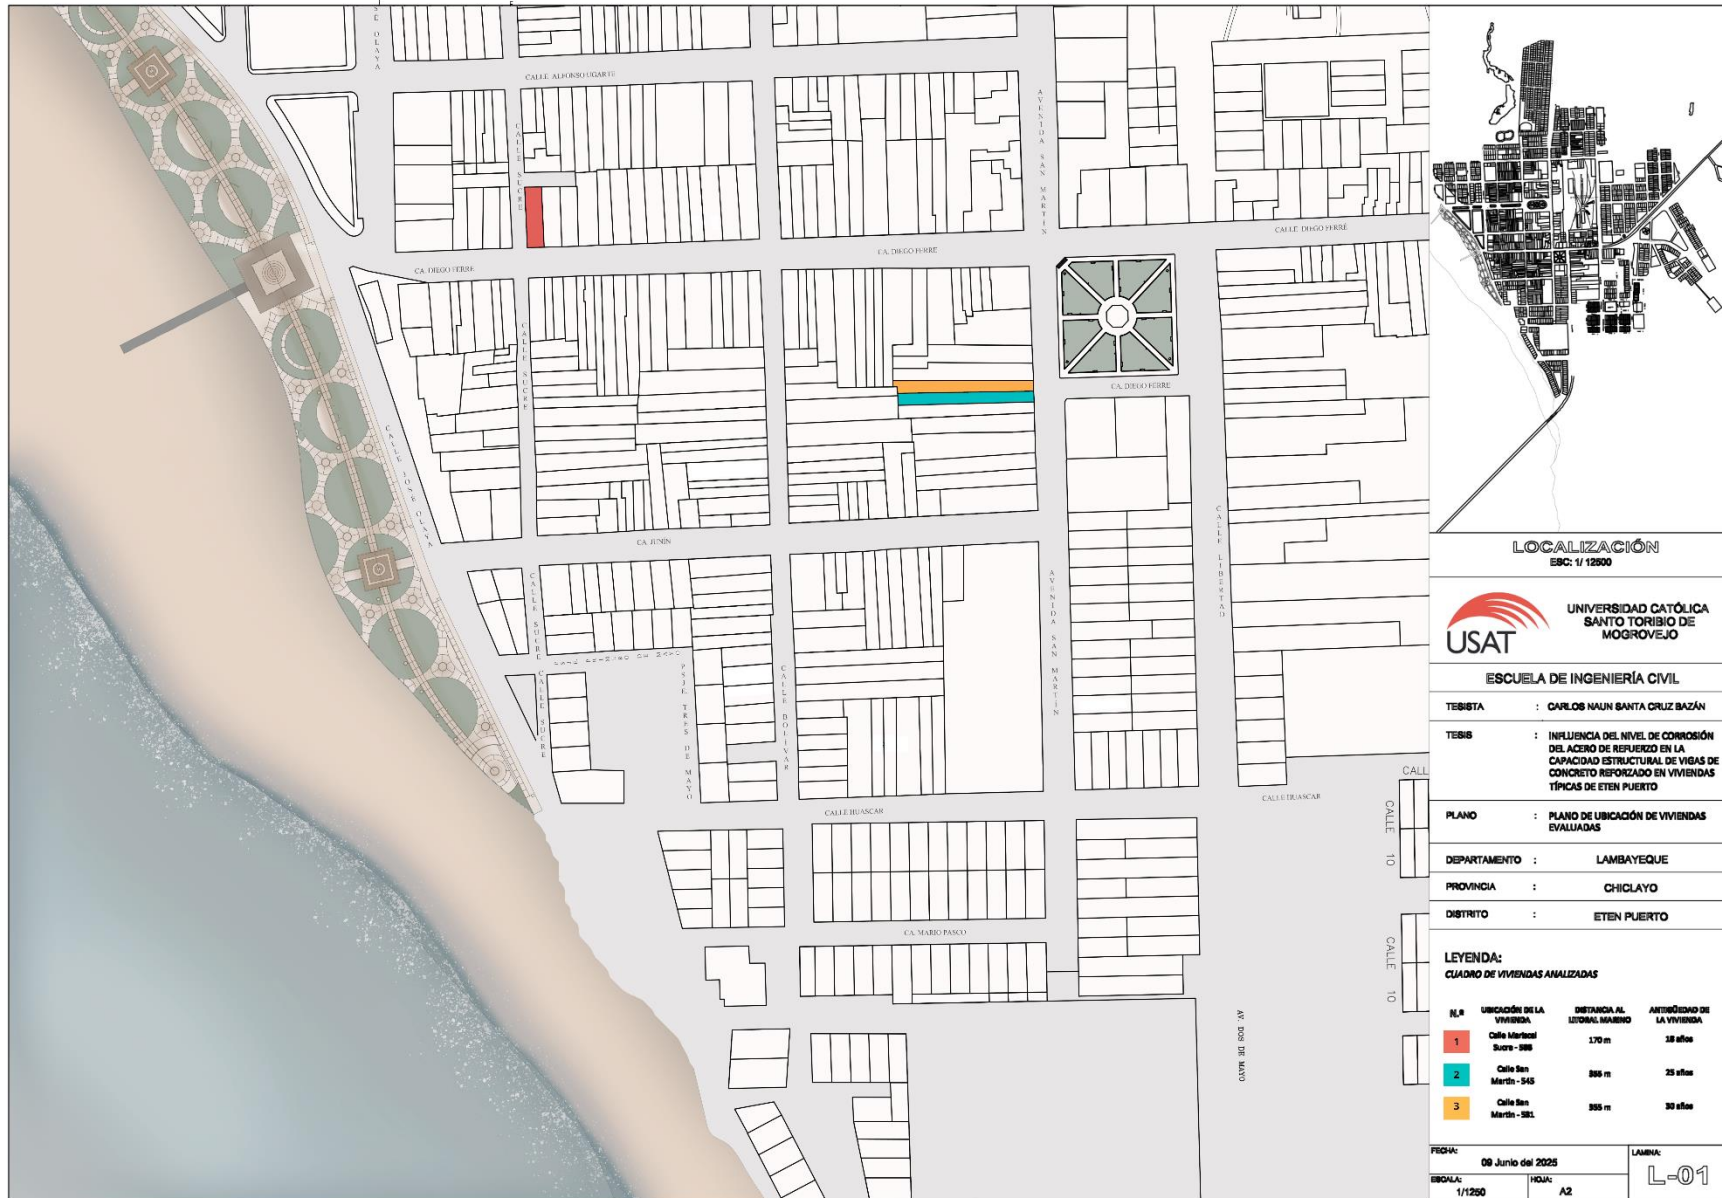 CALLE ALFONSO UGARTE
CALLE SUCRE
AVENIDA SAN MARTÍN
CA. DIEGO FERRE
CA. DIEGO FERRE
CALLE DIEGO FERRÉ
CALLE SUCRE
CA. DIEGO FERRE
CALLE JOSE OLAYA
CA. JUNÍN
CALLE LIBERTAD
CALLE SUCRE
AVENIDA SAN MARTÍN
CALLE SUCRE
PSJE. TRES DE MAYO
CALLE BOLIVAR
CALLE HUASCAR
CALLE HUASCAR
CALL
CALLE 10
CA. MARIO PASCO
CALLE 10
AV. DOS DE MAYO
LOCALIZACIÓN
ESC: 1/ 12500
USAT
UNIVERSIDAD CATÓLICA
SANTO TORIBIO DE
MOGROVEJO
ESCUELA DE INGENIERÍA CIVIL
TESISTA : CARLOS NAUN SANTA CRUZ BAZÁN
TESIS : INFLUENCIA DEL NIVEL DE CORROSIÓN
DEL ACERO DE REFUERZO EN LA
CAPACIDAD ESTRUCTURAL DE VIGAS DE
CONCRETO REFORZADO EN VIVIENDAS
TÍPICAS DE ETEN PUERTO
PLANO : PLANO DE UBICACIÓN DE VIVIENDAS
EVALUADAS
DEPARTAMENTO : LAMBAYEQUE
PROVINCIA : CHICLAYO
DISTRITO : ETEN PUERTO
LEYENDA:
CUADRO DE VIVIENDAS ANALIZADAS
N.º UBICACIÓN DE LA VIVIENDA DISTANCIA AL LITORAL MARINO ANTIGÜEDAD DE LA VIVIENDA
1 Calle Mariscal Sucre - 170 m 18 años
2 Calle San Martín - 545 m 25 años
3 Calle San Martín - 581 355 m 30 años
FECHA:
09 Junio del 2025
ESCALA:
1/1250
HOJA:
A2
LAMINA:
L-01